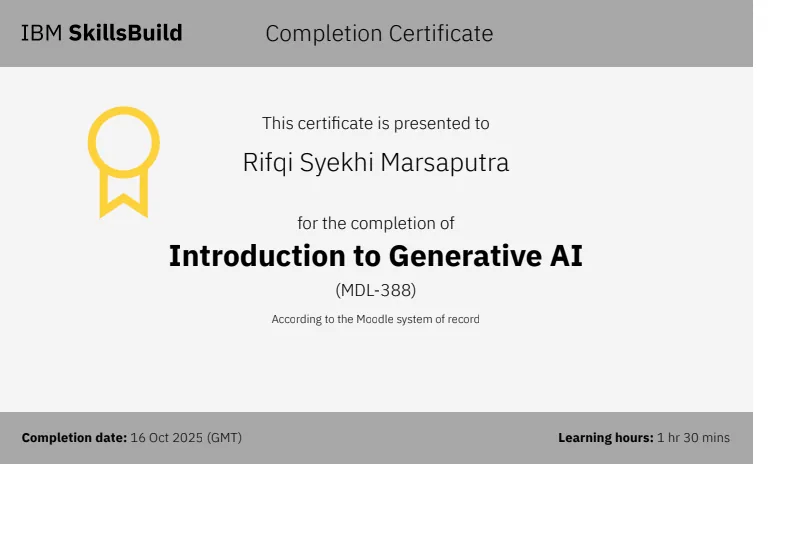 IBM SkillsBuild
Completion Certificate
This certificate is presented to
Rifqi Syekhi Marsaputra
for the completion of
Introduction to Generative AI
(MDL-388)
According to the Moodle system of record
Completion date: 16 Oct 2025 (GMT)
Learning hours: 1 hr 30 mins